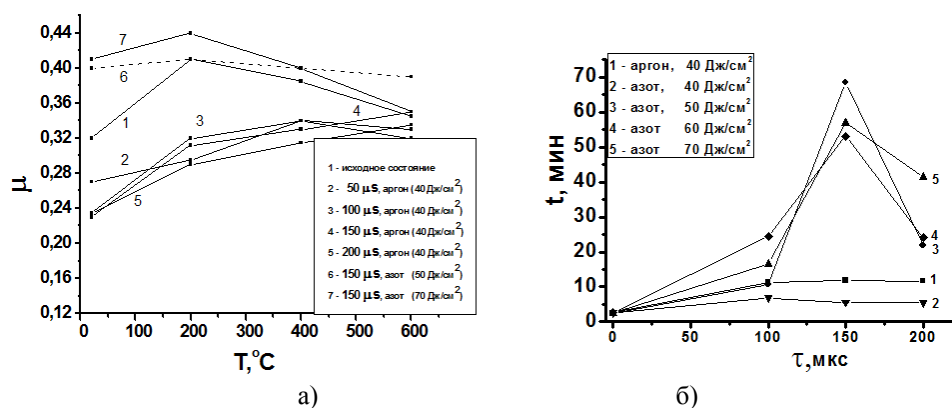 0,44
0,40
0,36
0,32
0,28
0,24
0,20
0,16
0,12
μ
7
6
1
3
4
2
5
0 200 400 600
T,°C
1 - исходное состояние
2 - 50 μs, аргон (40 Дж/см²)
3 - 100 μs, аргон (40 Дж/см²)
4 - 150 μs, аргон (40 Дж/см²)
5 - 200 μs, аргон (40 Дж/см²)
6 - 150 μs, азот (50 Дж/см²)
7 - 150 μs, азот (70 Дж/см²)
а)
1 - аргон, 40 Дж/см²
2 - азот, 40 Дж/см²
3 - азот, 50 Дж/см²
4 - азот 60 Дж/см²
5 - азот 70 Дж/см²
70
60
50
40
30
20
10
0
t, мин
5
4
3
1
2
0 50 100 150 200
τ,мкс
б)